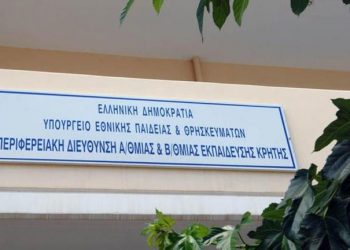 ΕΛΛΗΝΙΚΗ ΔΗΜΟΚΡΑΤΙΑ
ΥΠΟΥΡΓΕΙΟ ΕΘΝΙΚΗΣ ΠΑΙΔΕΙΑΣ & ΘΡΗΣΚΕΥΜΑΤΩΝ
ΠΕΡΙΦΕΡΕΙΑΚΗ ΔΙΕΥΘΥΝΣΗ Α/ΘΜΙΑΣ & Β/ΘΜΙΑΣ ΕΚΠΑΙΔΕΥΣΗΣ ΚΡΗΤΗΣ